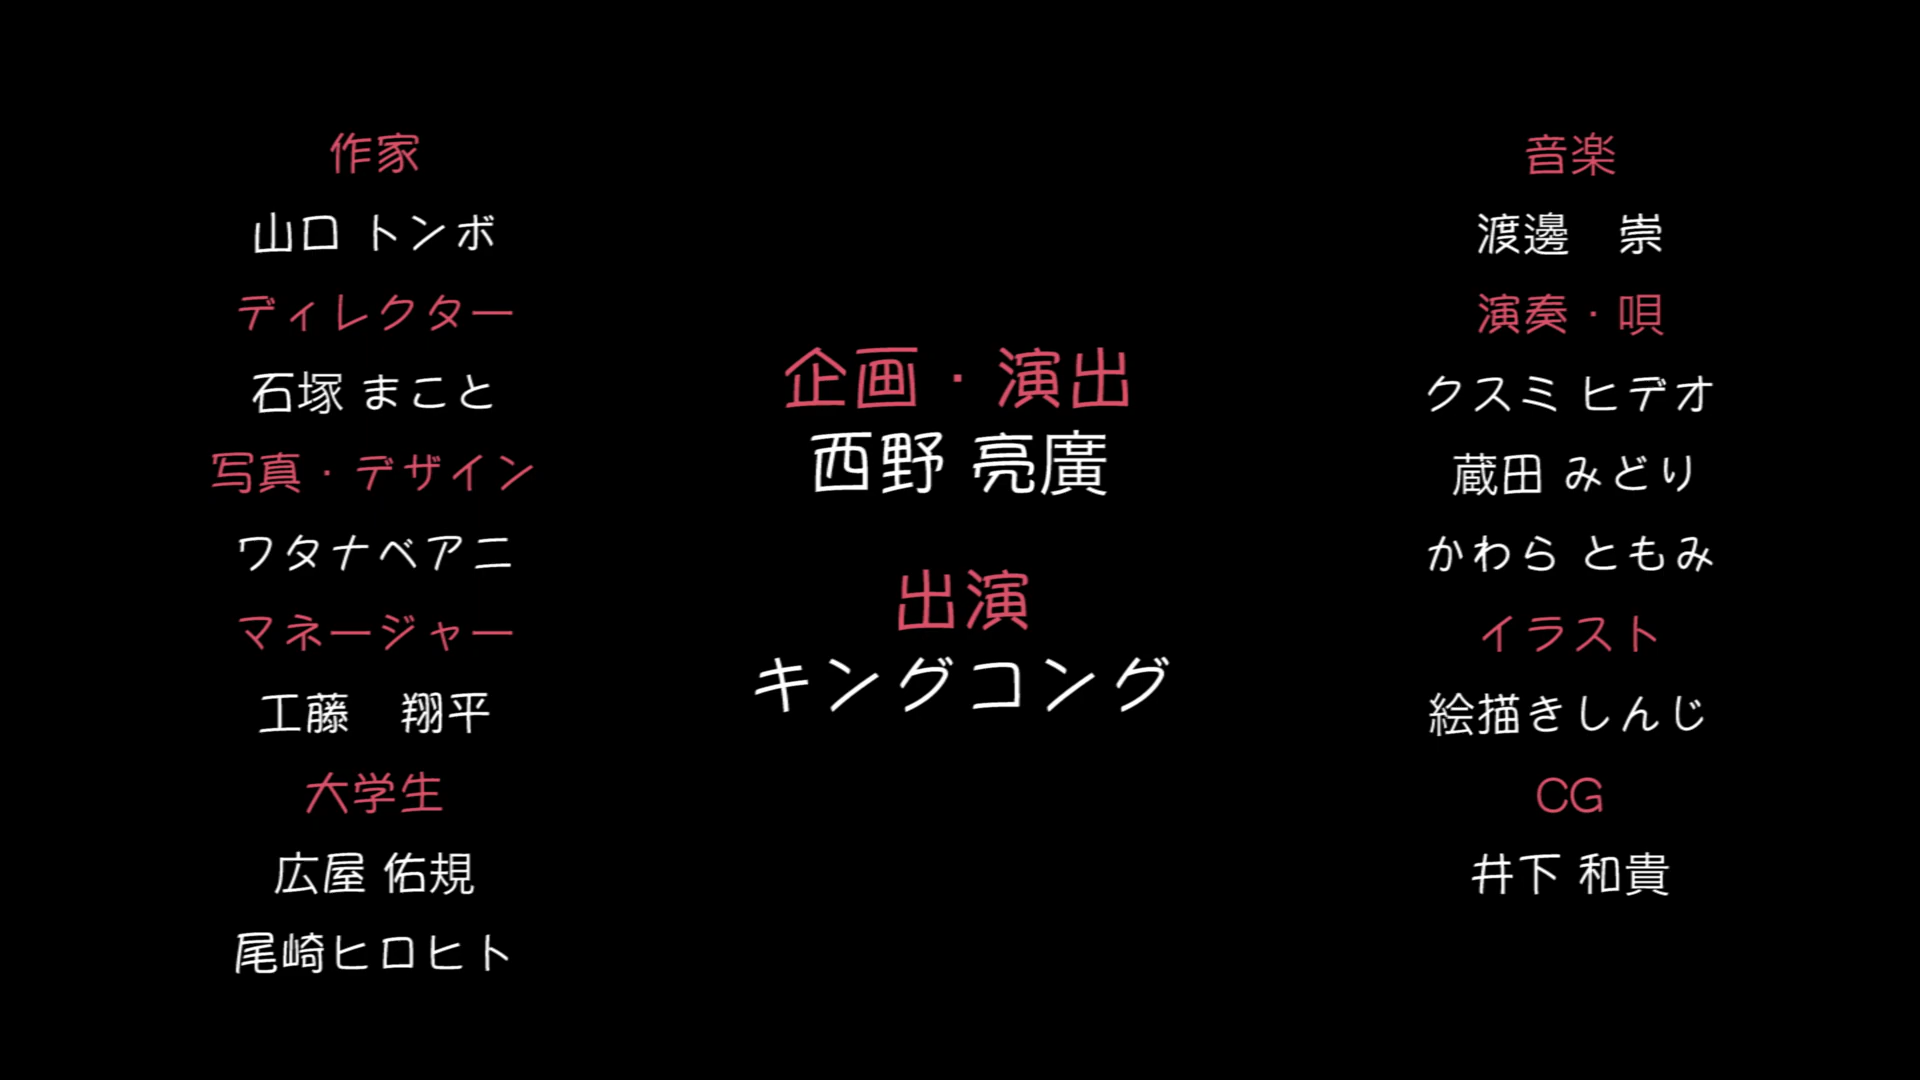 作家
山口 トンボ
ディレクター
石塚 まこと
写真・デザイン
ワタナベアニ
マネージャー
工藤　翔平
大学生
広屋 佑規
尾崎ヒロヒト
企画・演出
西野 亮廣
出演
キングコング
音楽
渡邊　崇
演奏・唄
クスミ ヒデオ
蔵田 みどり
かわら ともみ
イラスト
絵描きしんじ
CG
井下 和貴